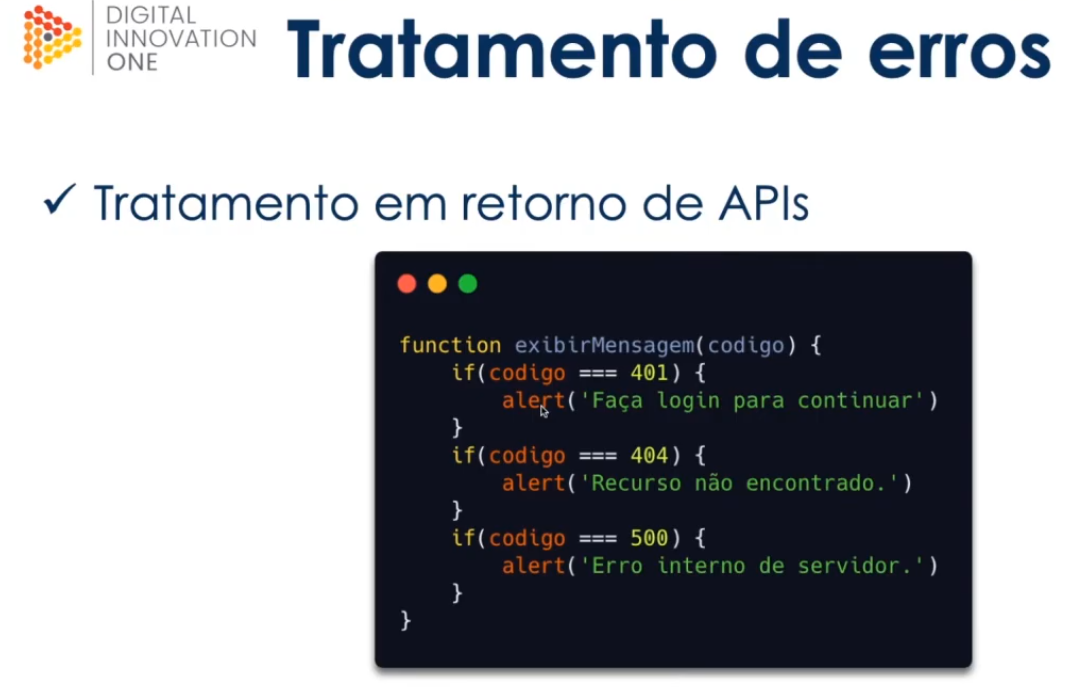 DIGITAL
INNOVATION
ONE
Tratamento de erros
✓ Tratamento em retorno de APIs
function exibirMensagem(codigo) {
    if(codigo === 401) {
        alert('Faça login para continuar')
    }
    if(codigo === 404) {
        alert('Recurso não encontrado.')
    }
    if(codigo === 500) {
        alert('Erro interno de servidor.')
    }
}